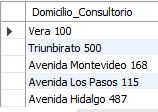 Domicilio_Consultorio
Vera 100
Triunbirato 500
Avenida Montevideo 168
Avenida Los Pasos 115
Avenida Hidalgo 487